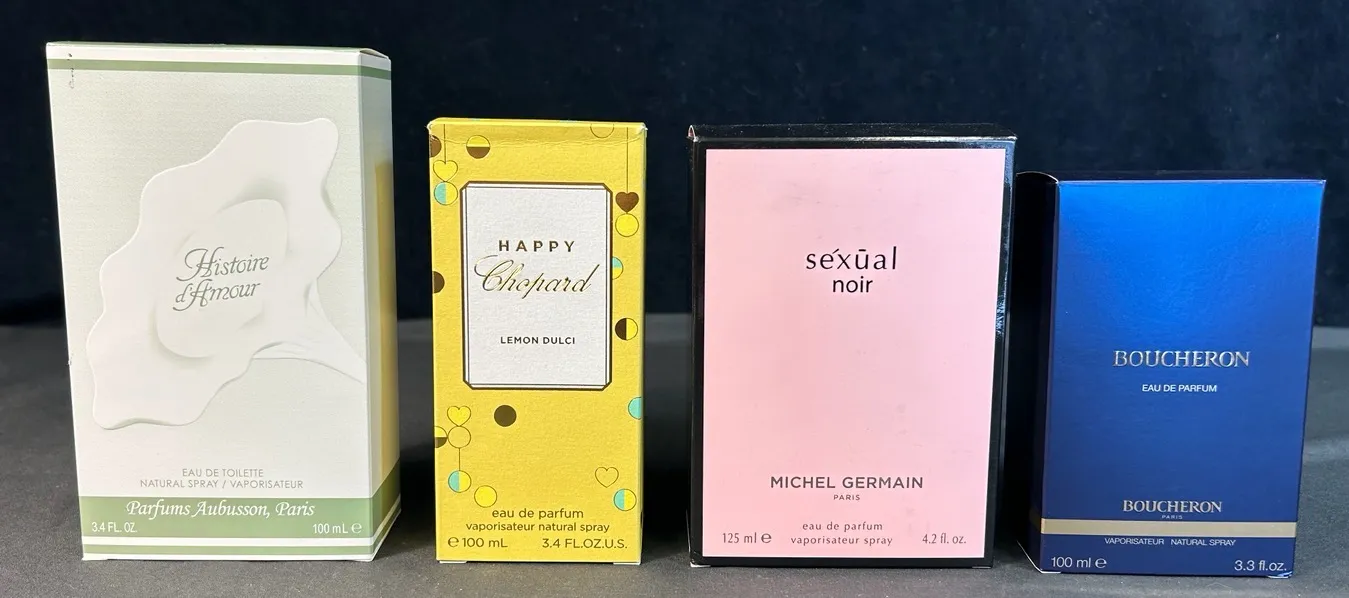 Histoire
d'Amour
EAU DE TOILETTE
NATURAL SPRAY / VAPORISATEUR
Parfums Aubusson, Paris
3.4 FL. OZ. 100 mL ℮
HAPPY
Chopard
LEMON DULCI
eau de parfum
vaporisateur natural spray
℮ 100 mL 3.4 FL.OZ.U.S.
séxūal
noir
MICHEL GERMAIN
PARIS
eau de parfum
125 ml ℮ vaporisateur spray 4.2 fl. oz.
BOUCHERON
EAU DE PARFUM
BOUCHERON
PARIS
VAPORISATEUR NATURAL SPRAY
100 ml ℮ 3.3 fl.oz.